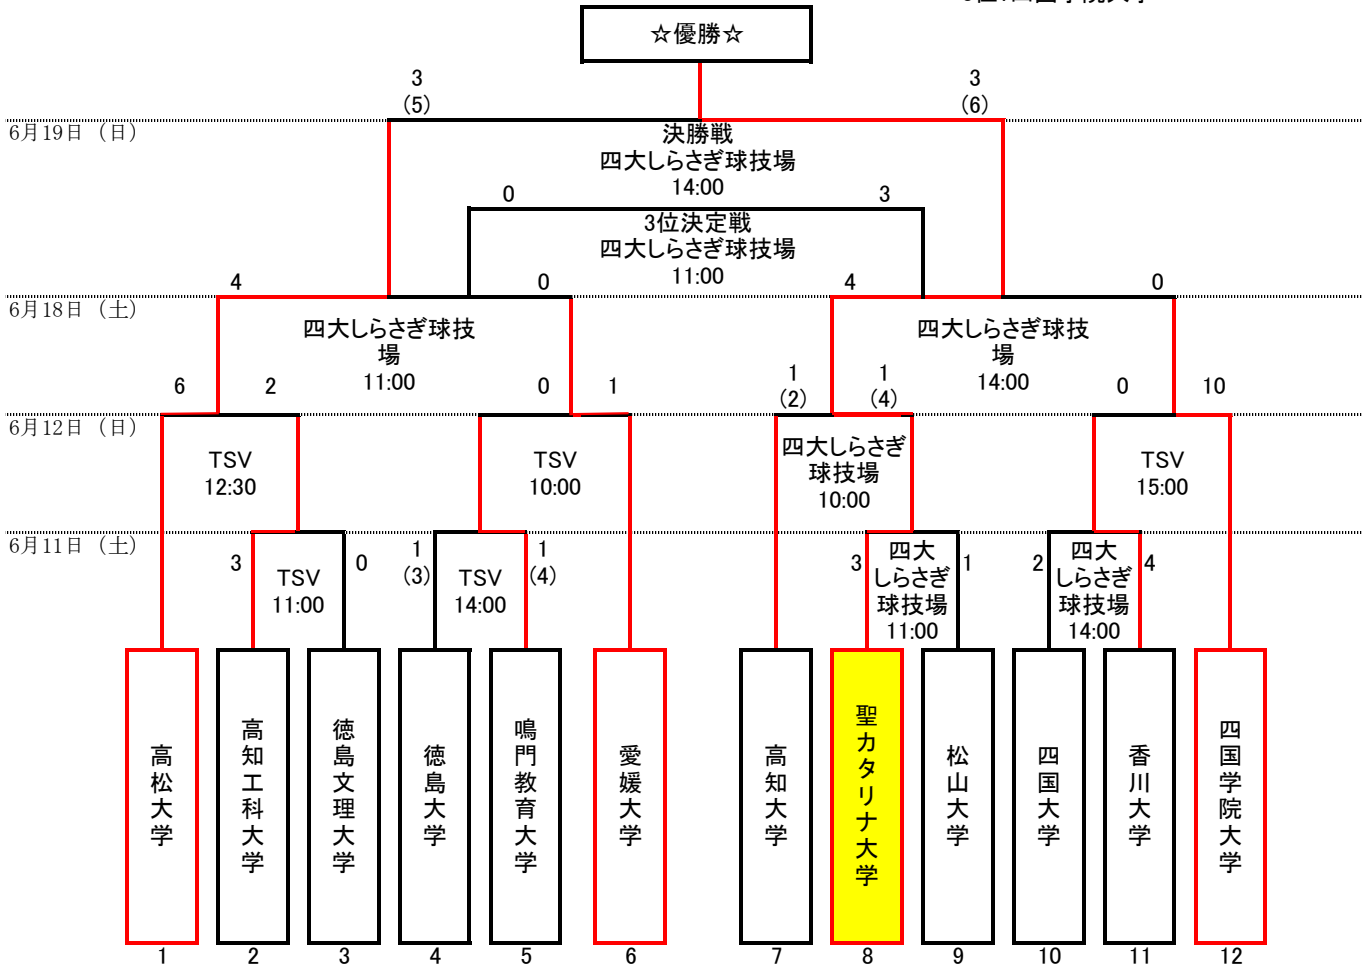 ☆優勝☆
3
(5)
3
(6)
6月19日（日）
決勝戦
四大しらさぎ球技場
14:00
0
3
3位決定戦
四大しらさぎ球技場
11:00
4
0
4
0
6月18日（土）
四大しらさぎ球技
場
11:00
四大しらさぎ球技
場
14:00
6
2
0
1
1
(2)
1
(4)
0
10
6月12日（日）
TSV
12:30
TSV
10:00
四大しらさぎ
球技場
10:00
TSV
15:00
6月11日（土）
3
TSV
11:00
0
1
(3)
TSV
14:00
1
(4)
3
四大
しらさぎ
球技場
11:00
1
2
四大
しらさぎ
球技場
14:00
4
高松大学
高知工科大学
徳島文理大学
徳島大学
鳴門教育大学
愛媛大学
高知大学
聖カタリナ大学
松山大学
四国大学
香川大学
四国学院大学
1
2
3
4
5
6
7
8
9
10
11
12